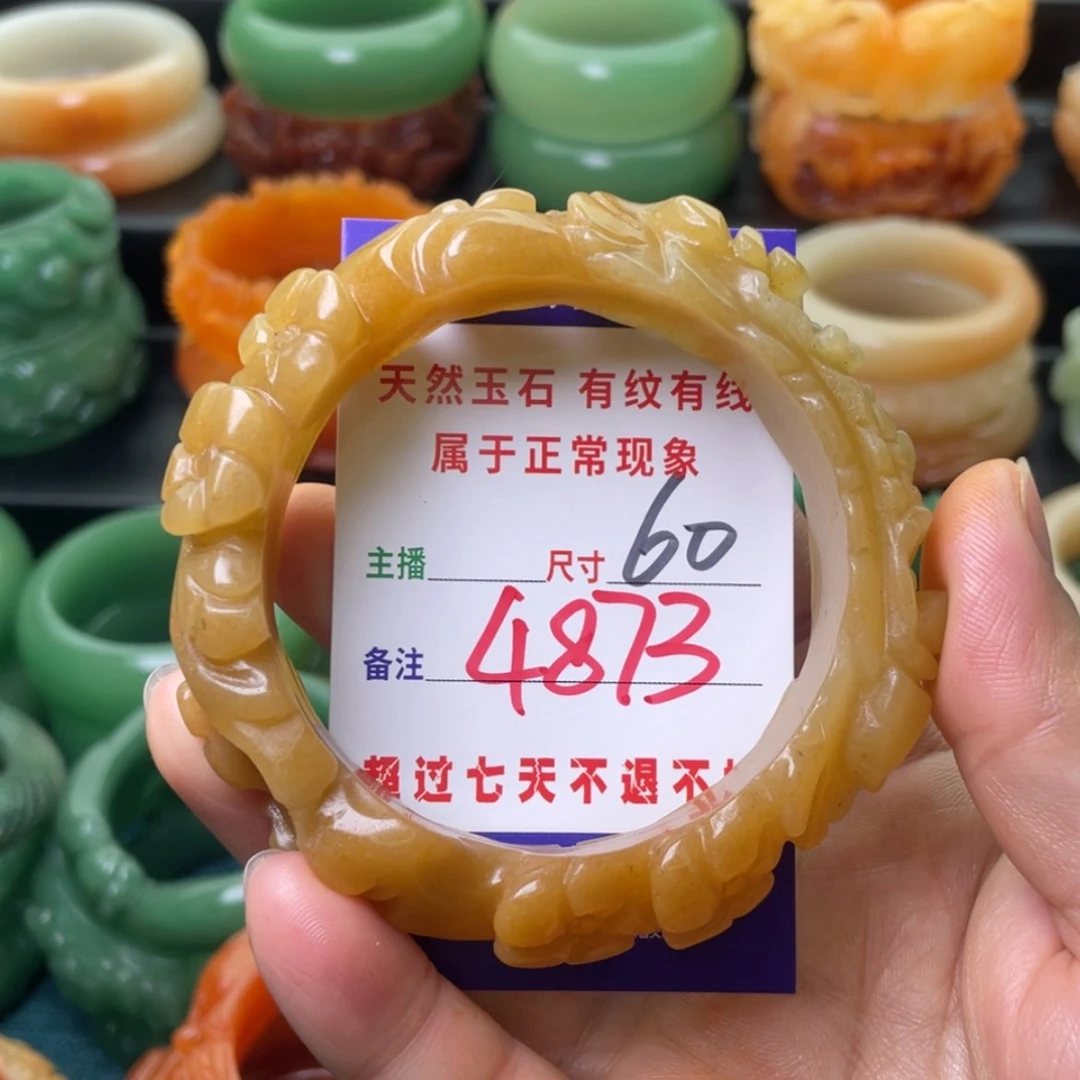 天然玉石 有纹有线
属于正常现象
主播 尺寸 60
备注 4873
超过七天不退不